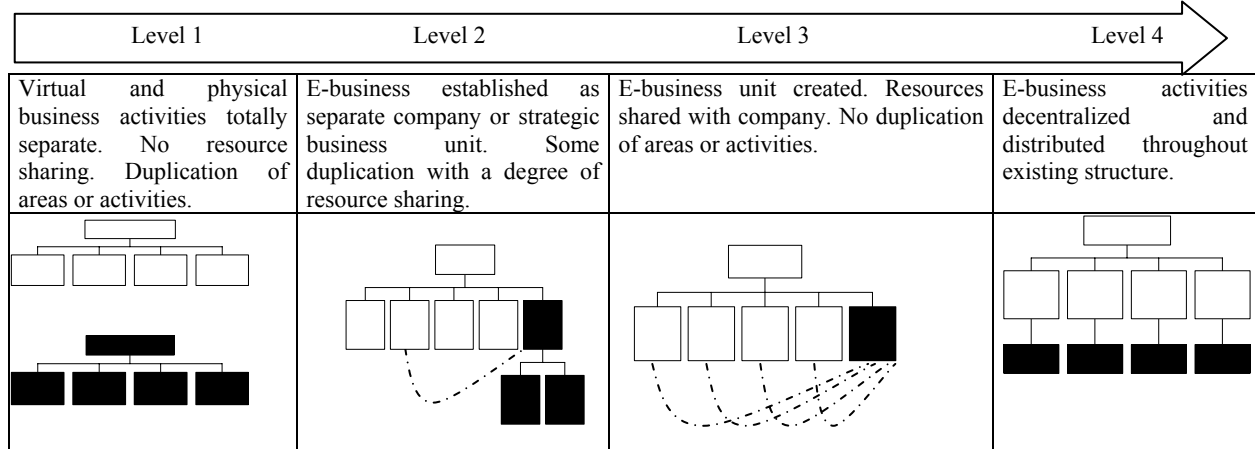 Level 1
Level 2
Level 3
Level 4
Virtual and physical
business activities totally
separate. No resource
sharing. Duplication of
areas or activities.
E-business established as
separate company or strategic
business unit. Some
duplication with a degree of
resource sharing.
E-business unit created. Resources
shared with company. No duplication
of areas or activities.
E-business activities
decentralized and
distributed throughout
existing structure.